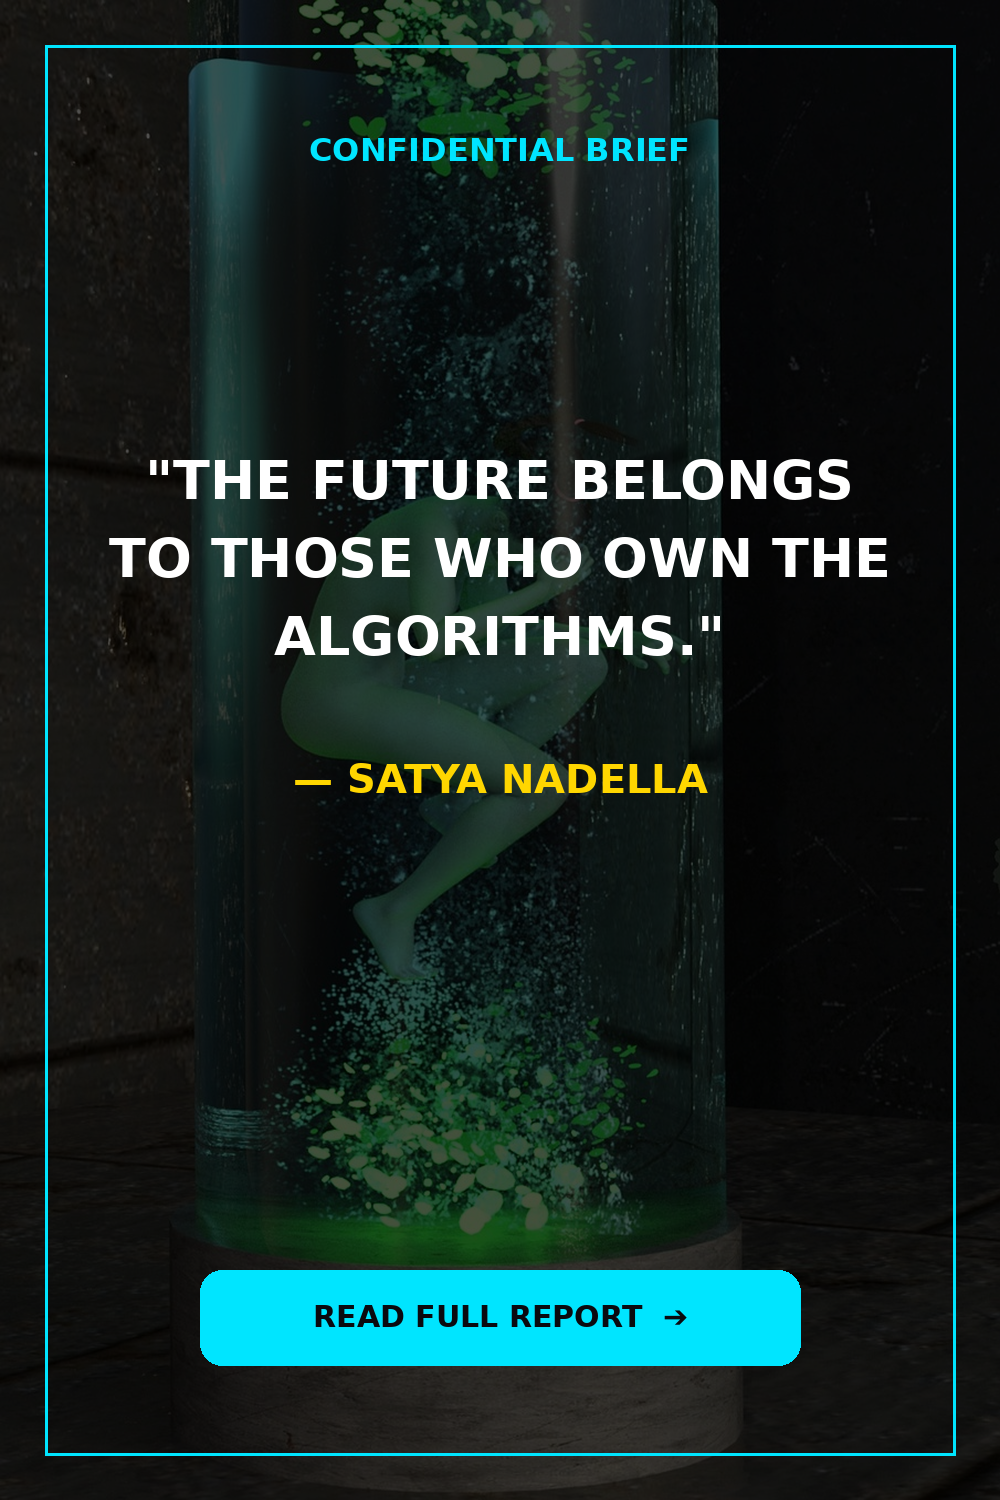 CONFIDENTIAL BRIEF
"THE FUTURE BELONGS
TO THOSE WHO OWN THE
ALGORITHMS."
— SATYA NADELLA
READ FULL REPORT ➔